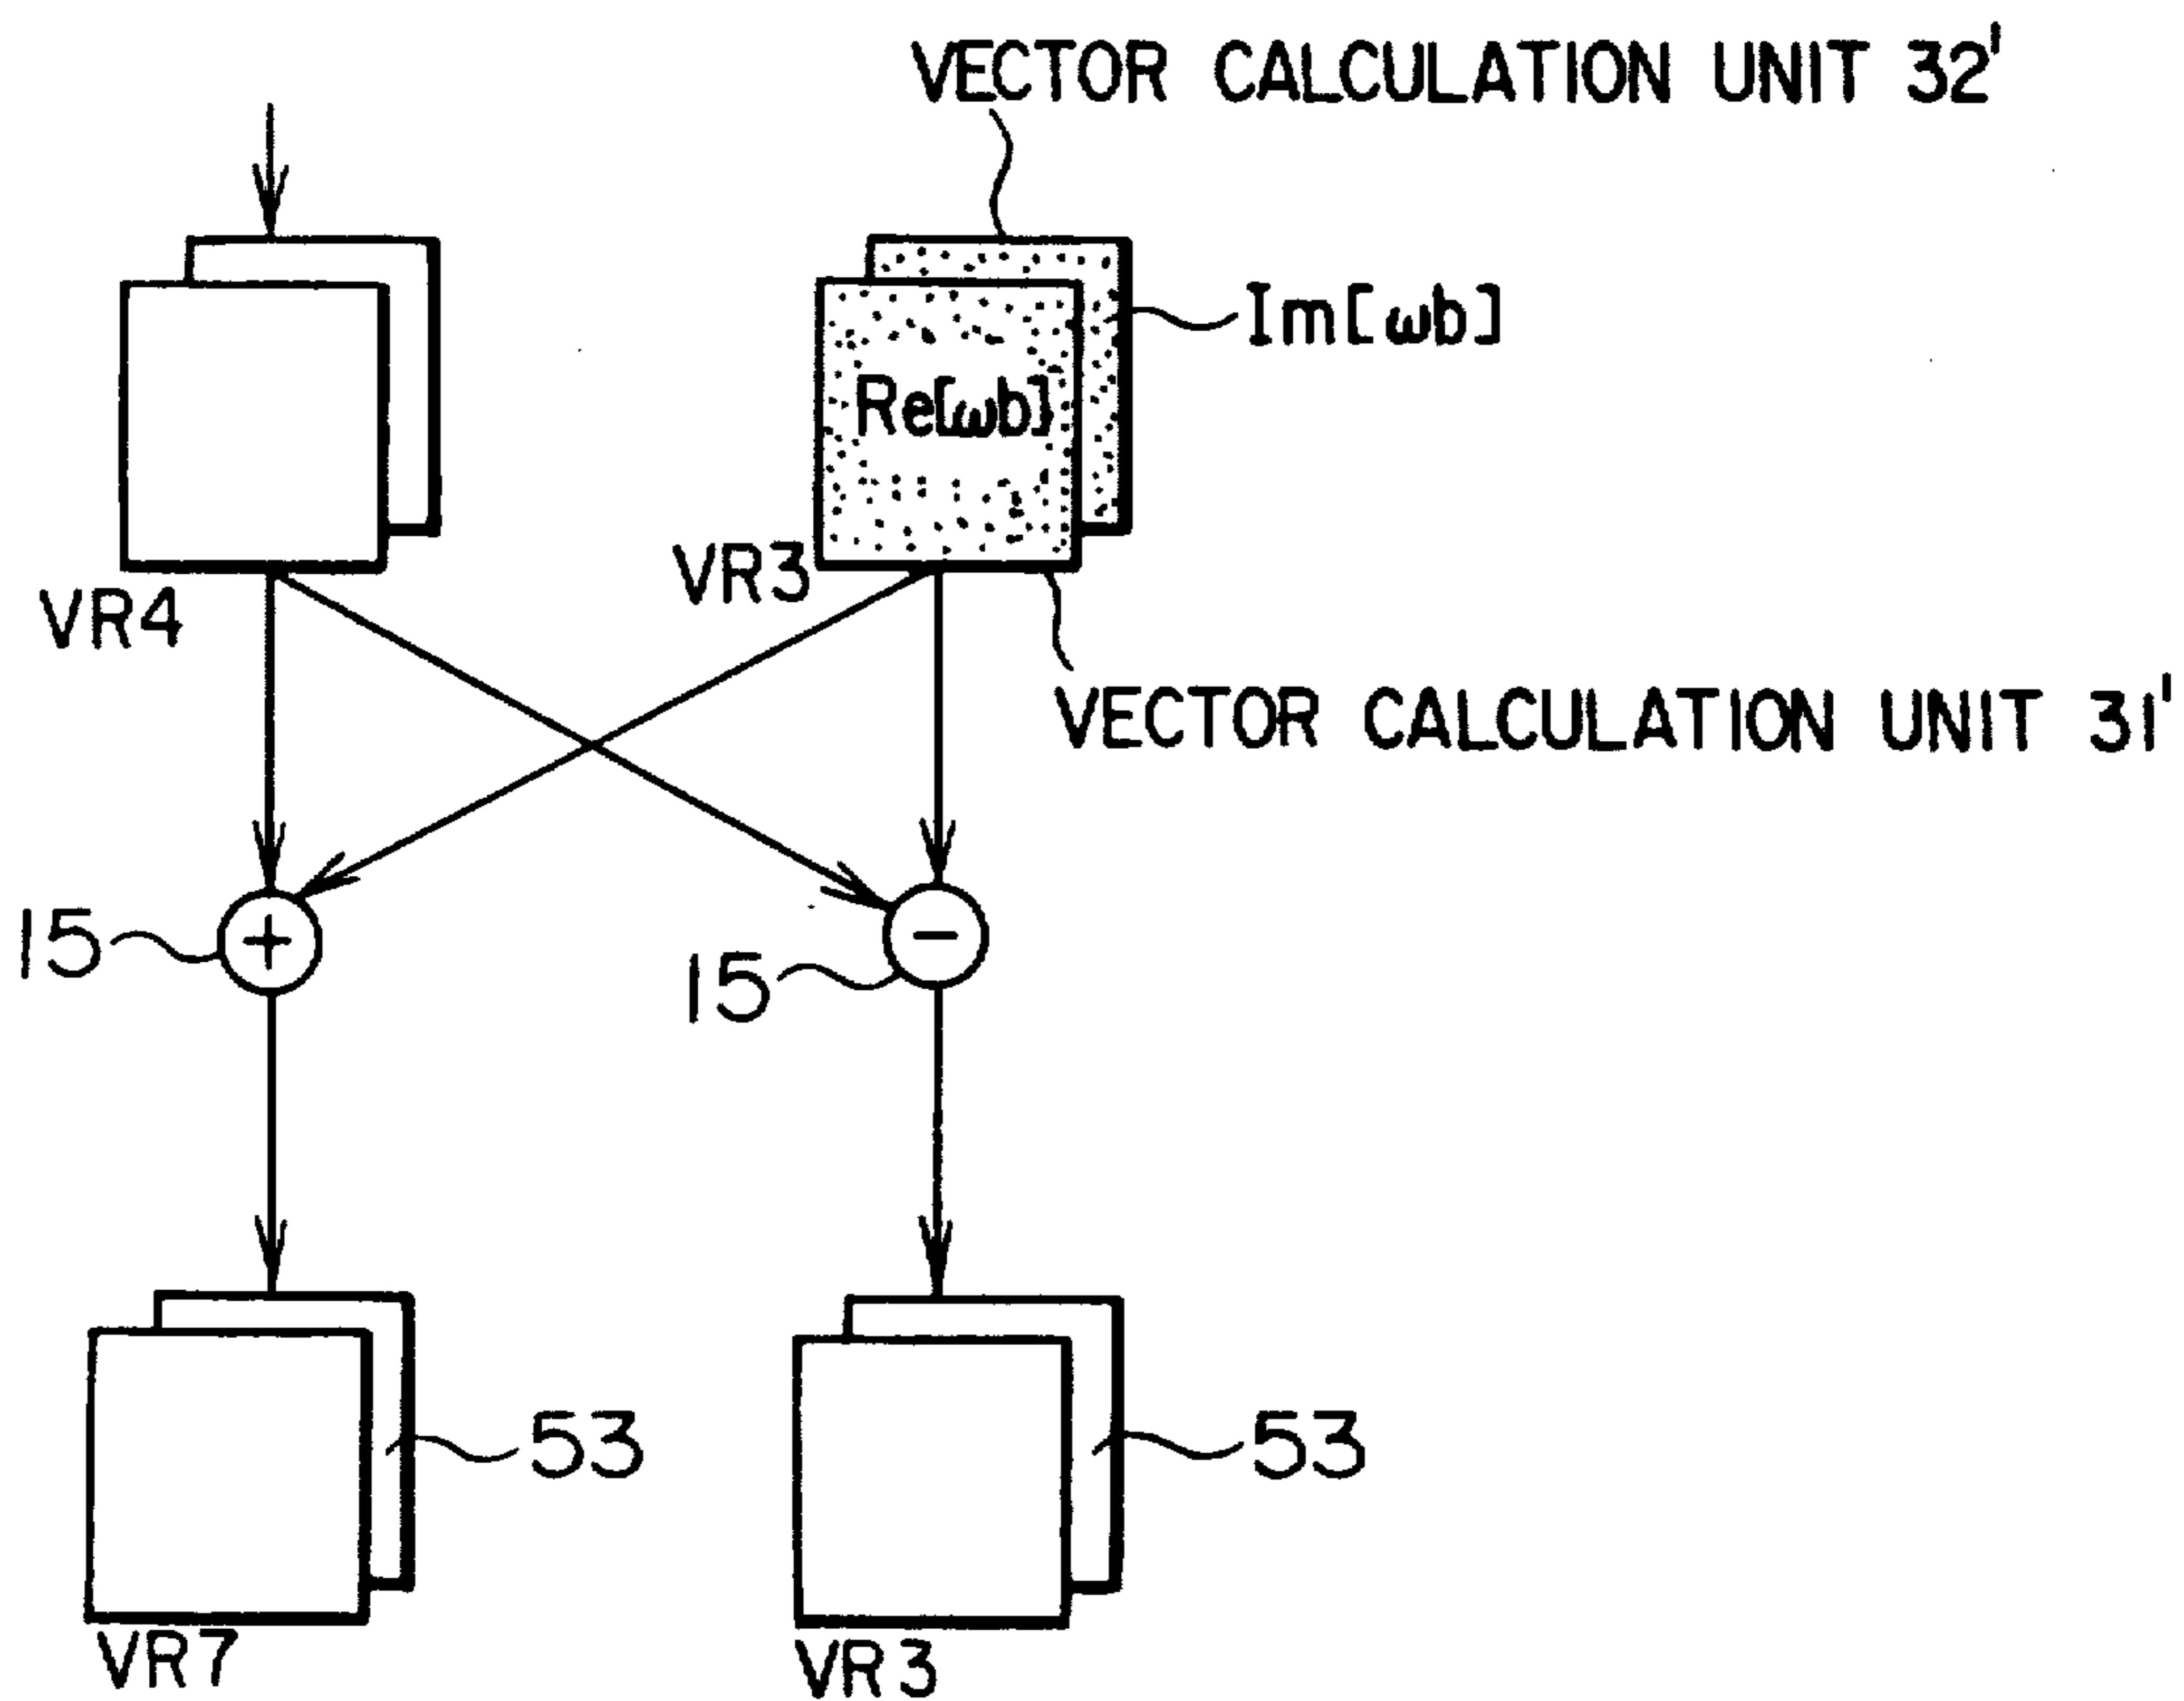 VECTOR CALCULATION UNIT 32'
Im[ωb]
Re[ωb]
VR3
VR4
VECTOR CALCULATION UNIT 31'
+
−
15
15
53
53
VR7
VR3